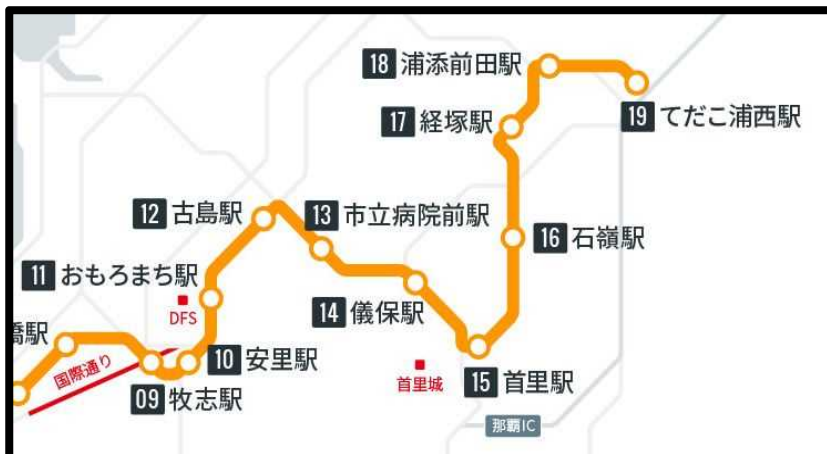 18 浦添前田駅
19 てだこ浦西駅
17 経塚駅
12 古島駅
13 市立病院前駅
16 石嶺駅
11 おもろまち駅
DFS
14 儀保駅
橋駅
10 安里駅
国際通り
首里城
15 首里駅
09 牧志駅
那覇IC